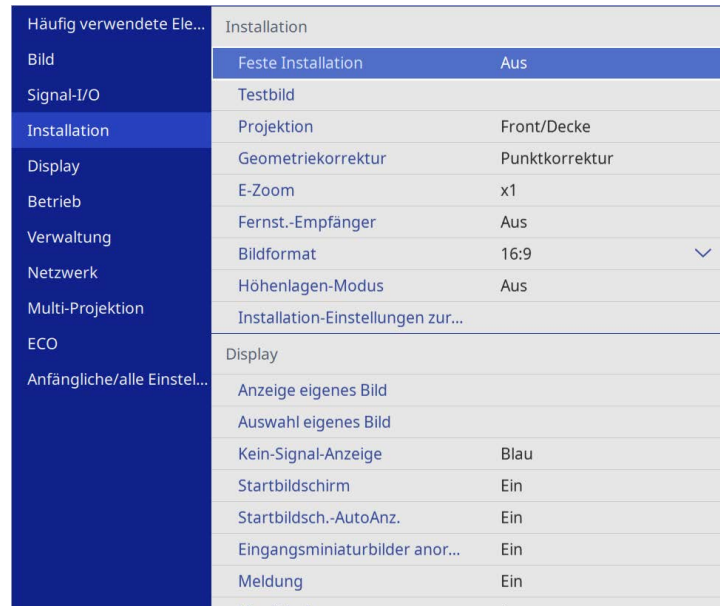 Häufig verwendete Ele...
Bild
Signal-I/O
Installation
Display
Betrieb
Verwaltung
Netzwerk
Multi-Projektion
ECO
Anfängliche/alle Einstel...
Installation
Feste Installation Aus
Testbild
Projektion Front/Decke
Geometriekorrektur Punktkorrektur
E-Zoom x1
Fernst.-Empfänger Aus
Bildformat 16:9
Höhenlagen-Modus Aus
Installation-Einstellungen zur...
Display
Anzeige eigenes Bild
Auswahl eigenes Bild
Kein-Signal-Anzeige Blau
Startbildschirm Ein
Startbildsch.-AutoAnz. Ein
Eingangsminiaturbilder anor... Ein
Meldung Ein